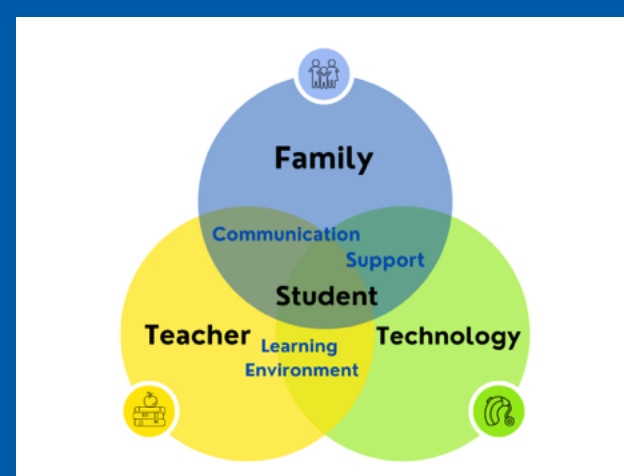 Family
Communication
Support
Student
Teacher
Technology
Learning
Environment